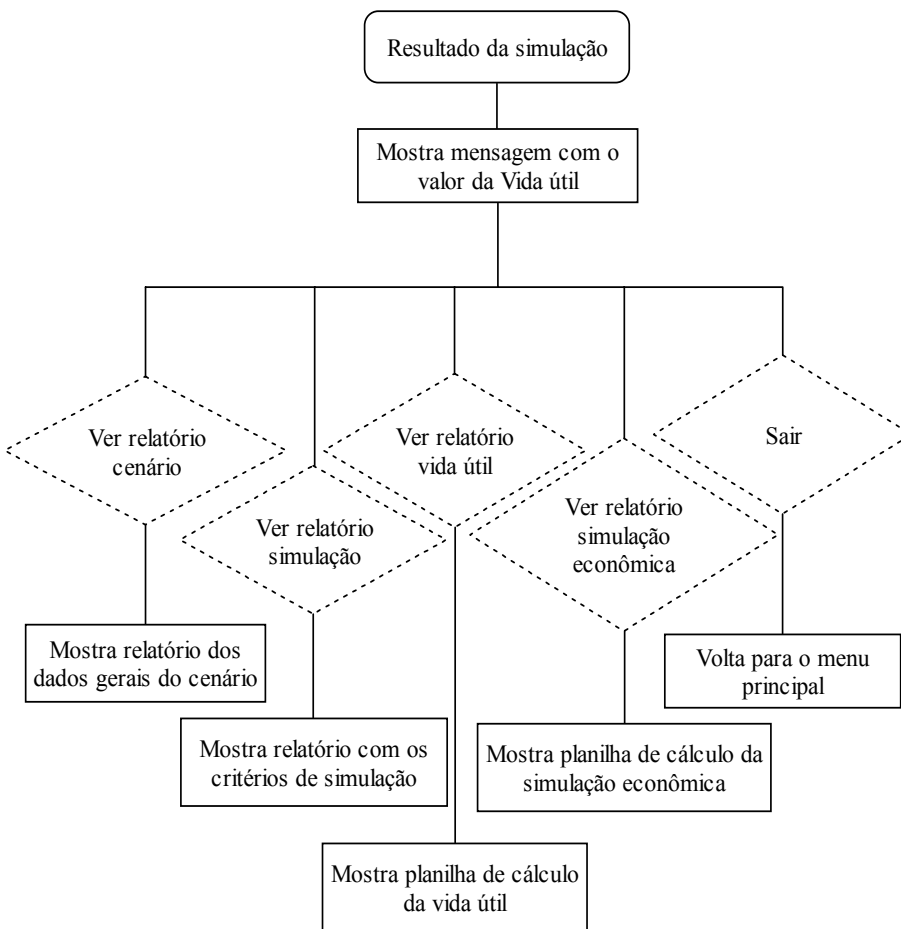 Resultado da simulação
Mostra mensagem com o
valor da Vida útil
Ver relatório
cenário
Ver relatório
simulação
Ver relatório
vida útil
Ver relatório
simulação
econômica
Sair
Mostra relatório dos
dados gerais do cenário
Mostra relatório com os
critérios de simulação
Mostra planilha de cálculo
da vida útil
Mostra planilha de cálculo da
simulação econômica
Volta para o menu
principal